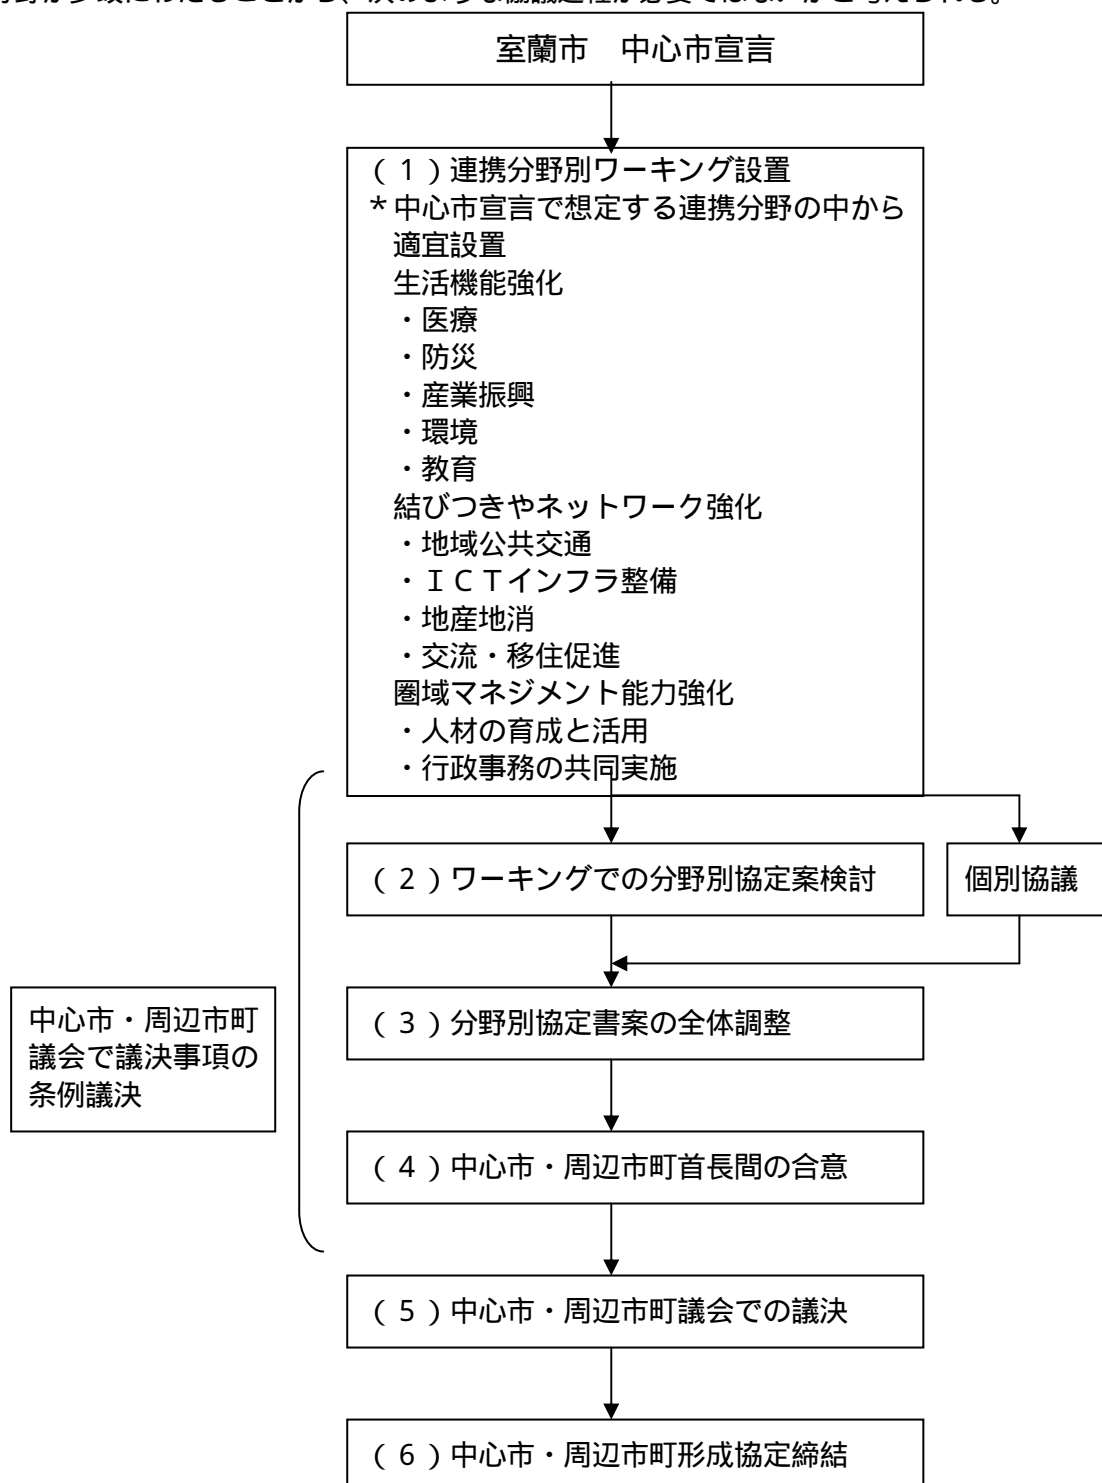 室蘭市　中心市宣言
（１）連携分野別ワーキング設置
＊中心市宣言で想定する連携分野の中から
適宜設置
生活機能強化
・医療
・防災
・産業振興
・環境
・教育
結びつきやネットワーク強化
・地域公共交通
・ＩＣＴインフラ整備
・地産地消
・交流・移住促進
圏域マネジメント能力強化
・人材の育成と活用
・行政事務の共同実施
（２）ワーキングでの分野別協定案検討
個別協議
（３）分野別協定書案の全体調整
中心市・周辺市町
議会で議決事項の
条例議決
（４）中心市・周辺市町首長間の合意
（５）中心市・周辺市町議会での議決
（６）中心市・周辺市町形成協定締結